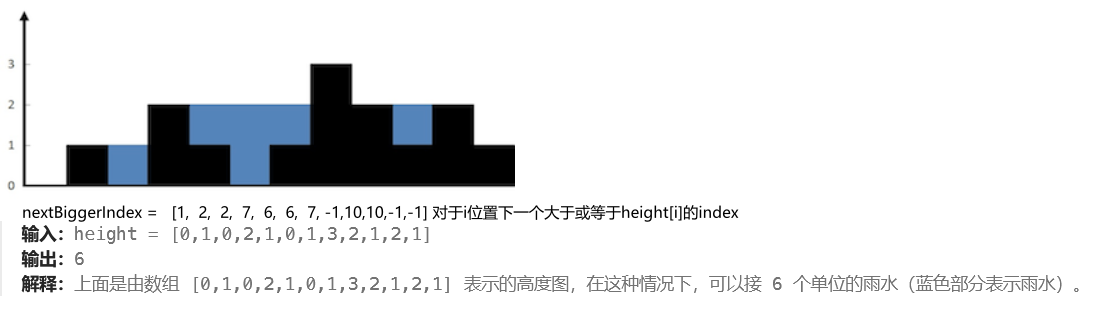 3
2
1
0
nextBiggerIndex = [1, 2, 2, 7, 6, 6, 7, -1,10,10,-1,-1] 对于i位置下一个大于或等于height[i]的index
输入：height = [0,1,0,2,1,0,1,3,2,1,2,1]
输出：6
解释：上面是由数组 [0,1,0,2,1,0,1,3,2,1,2,1] 表示的高度图，在这种情况下，可以接 6 个单位的雨水（蓝色部分表示雨水）。